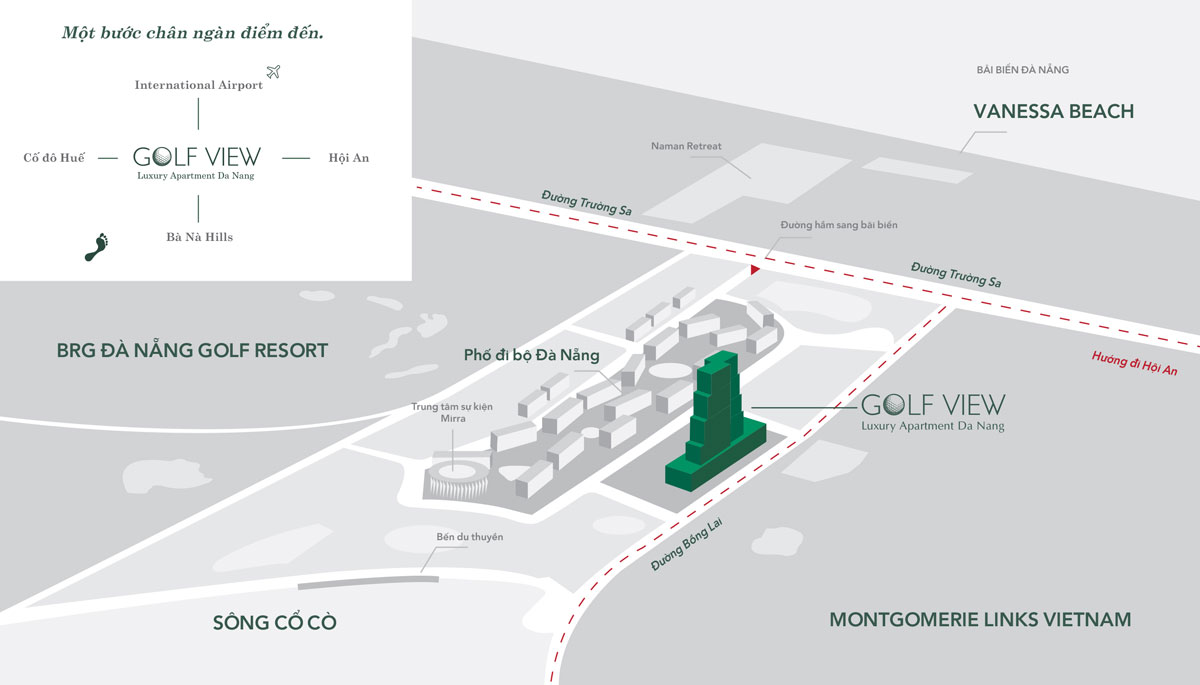 Một bước chân ngàn điểm đến.
International Airport
Cố đô Huế
GOLF VIEW
Luxury Apartment Da Nang
Hội An
Bà Nà Hills
BÃI BIỂN ĐÀ NẴNG
VANESSA BEACH
Naman Retreat
Đường Trường Sa
Đường hầm sang bãi biển
Đường Trường Sa
Hướng đi Hội An
BRG ĐÀ NẴNG GOLF RESORT
Phố đi bộ Đà Nẵng
Trung tâm sự kiện
Mirra
GOLF VIEW
Luxury Apartment Da Nang
Bến du thuyền
Đường Bồng Lai
SÔNG CỔ CÒ
MONTGOMERIE LINKS VIETNAM